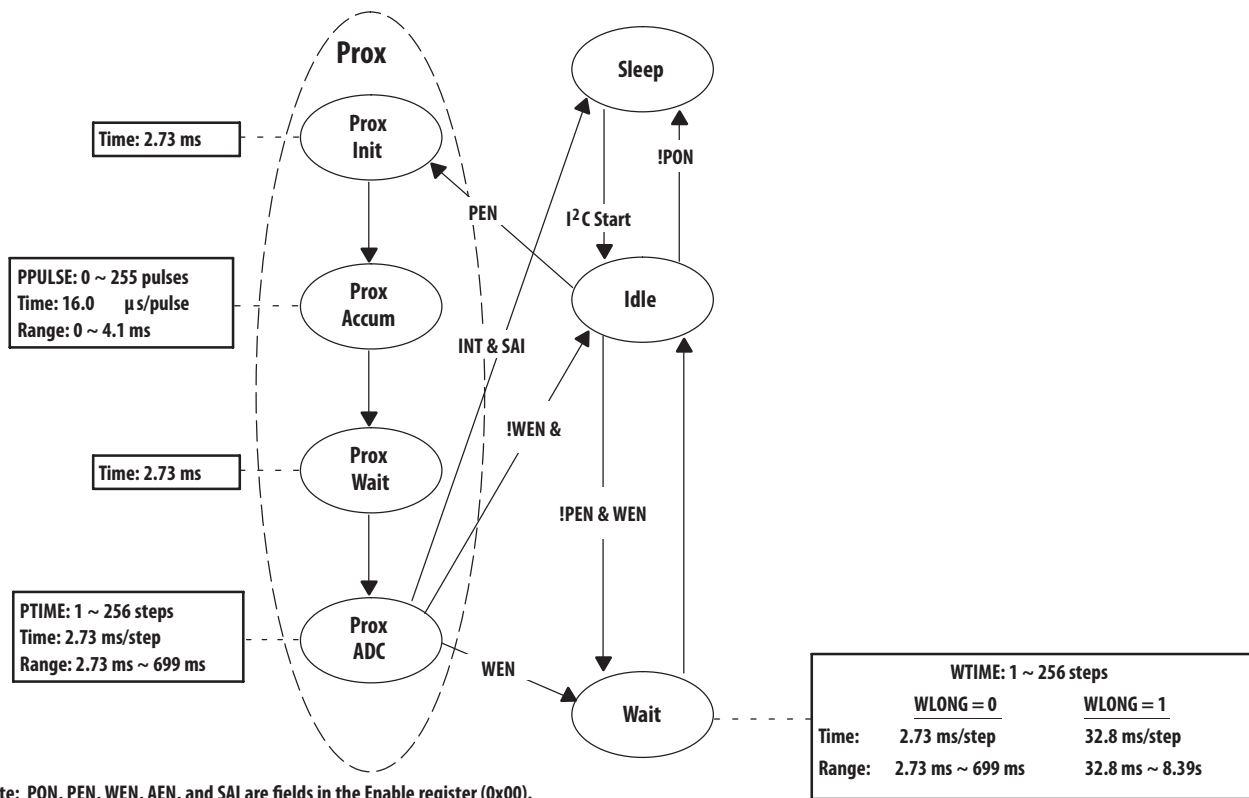 Prox
Sleep
Prox
Init
Time: 2.73 ms
!PON
PEN
I²C Start
PPULSE: 0 ~ 255 pulses
Time: 16.0 µs/pulse
Range: 0 ~ 4.1 ms
Prox
Accum
Idle
INT & SAI
!WEN &
Prox
Wait
Time: 2.73 ms
!PEN & WEN
PTIME: 1 ~ 256 steps
Time: 2.73 ms/step
Range: 2.73 ms ~ 699 ms
Prox
ADC
WEN
Wait
WTIME: 1 ~ 256 steps
WLONG = 0 WLONG = 1
Time: 2.73 ms/step 32.8 ms/step
Range: 2.73 ms ~ 699 ms 32.8 ms ~ 8.39s
te: PON, PEN, WEN, AEN, and SAI are fields in the Enable register (0x00).